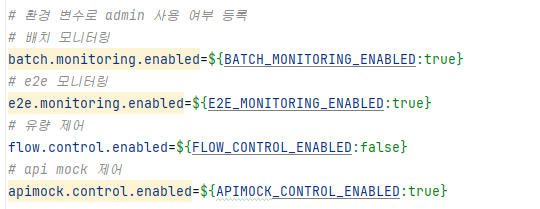 # 환경 변수로 admin 사용 여부 등록
# 배치 모니터링
batch.monitoring.enabled=${BATCH_MONITORING_ENABLED:true}
# e2e 모니터링
e2e.monitoring.enabled=${E2E_MONITORING_ENABLED:true}
# 유량 제어
flow.control.enabled=${FLOW_CONTROL_ENABLED:false}
# api mock 제어
apimock.control.enabled=${APIMOCK_CONTROL_ENABLED:true}